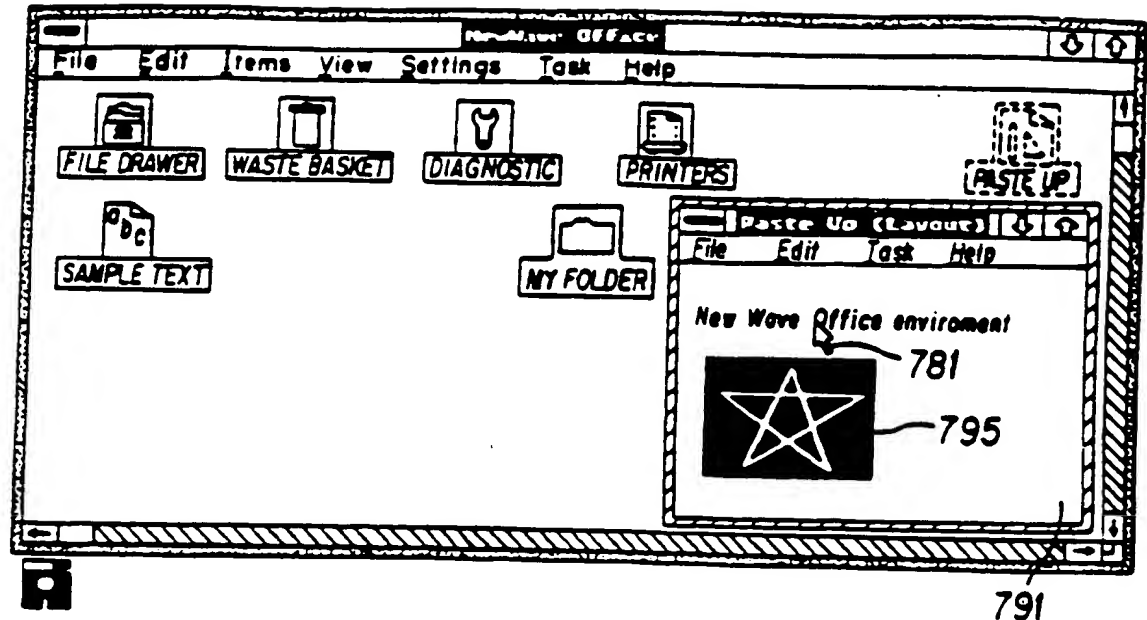 NewWave Office
File Edit Items View Settings Task Help
FILE DRAWER WASTE BASKET DIAGNOSTIC PRINTERS PASTE UP
abc
SAMPLE TEXT MY FOLDER
Paste Up (Layout)
File Edit Task Help
New Wave Office enviroment
781
795
791